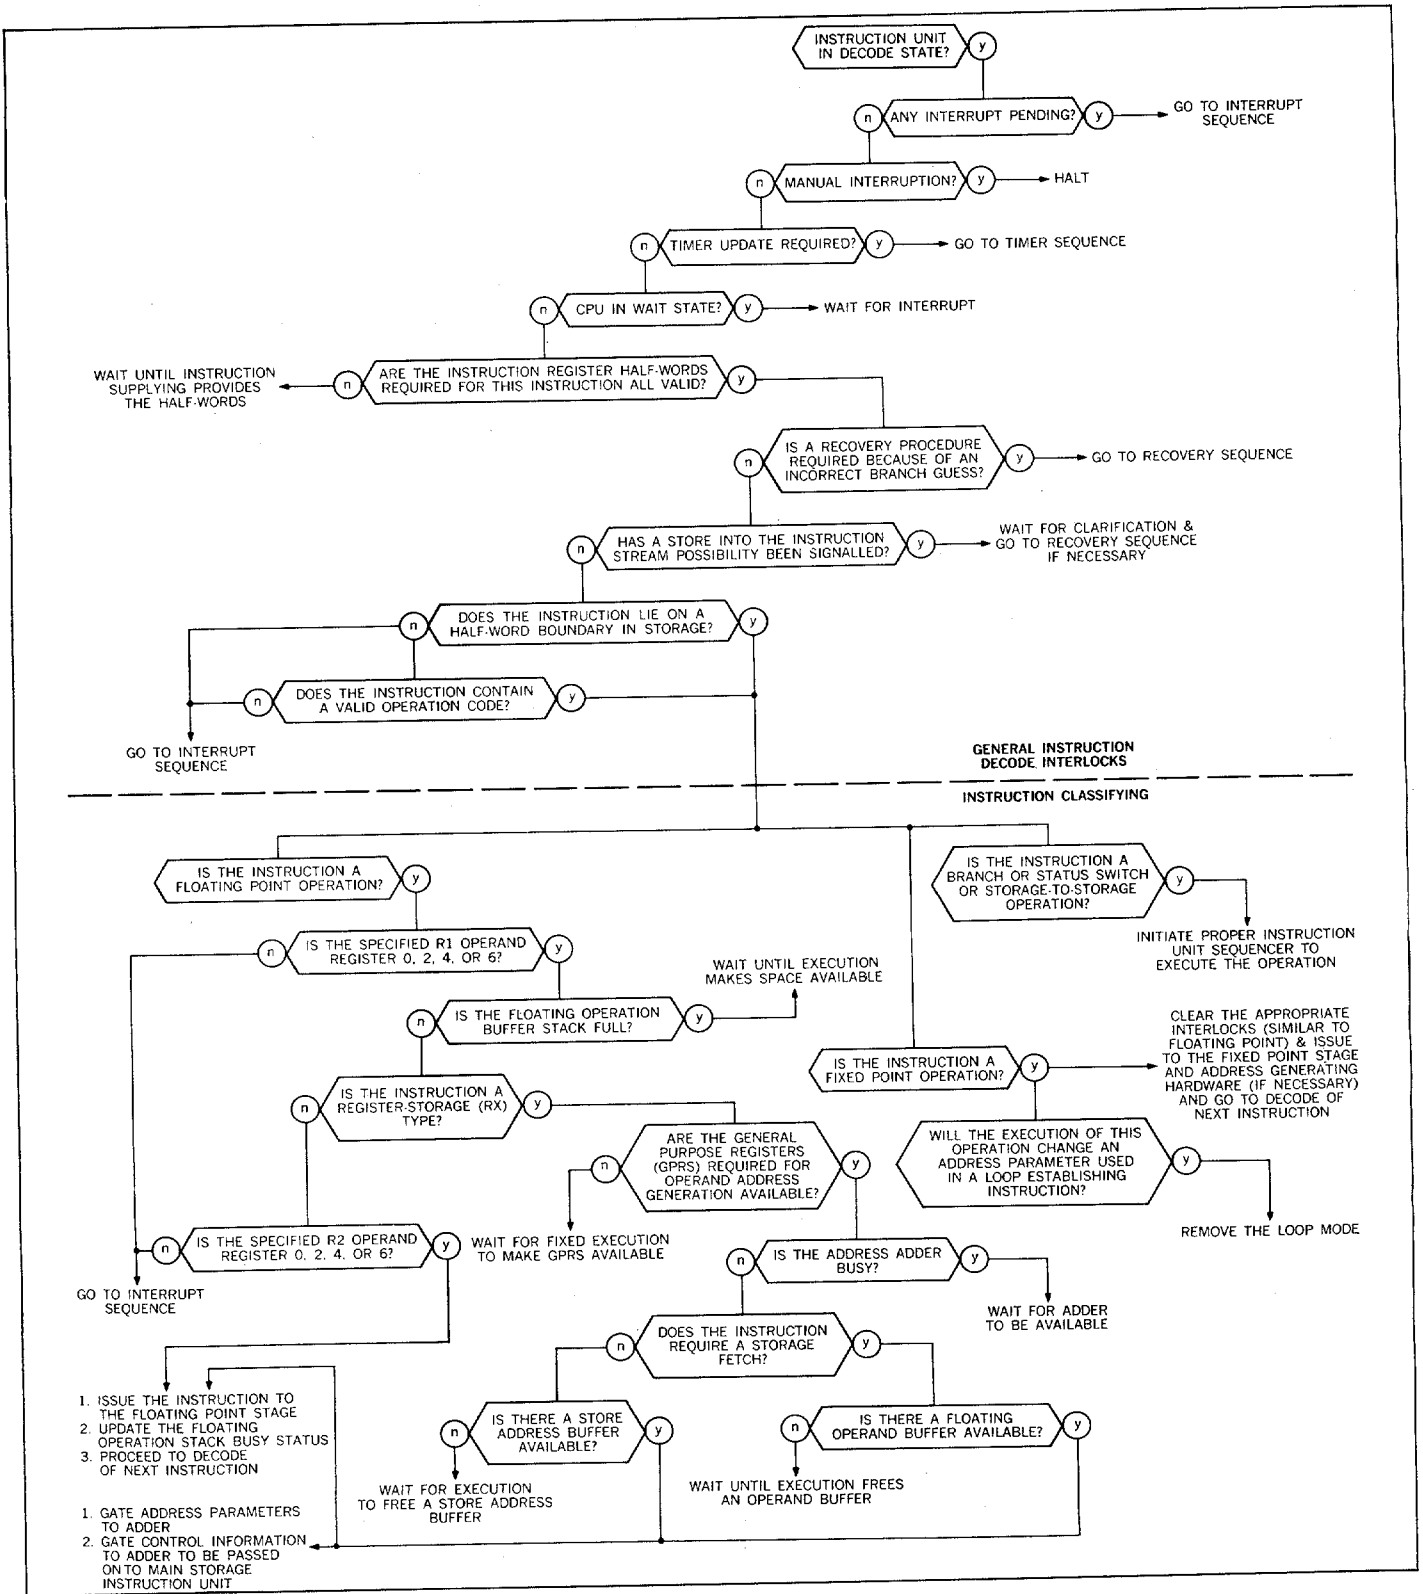 INSTRUCTION UNIT
IN DECODE STATE?
y
n
ANY INTERRUPT PENDING?
y
GO TO INTERRUPT
SEQUENCE
n
MANUAL INTERRUPTION?
y
HALT
n
TIMER UPDATE REQUIRED?
y
GO TO TIMER SEQUENCE
n
CPU IN WAIT STATE?
y
WAIT FOR INTERRUPT
WAIT UNTIL INSTRUCTION
SUPPLYING PROVIDES
THE HALF-WORDS
n
ARE THE INSTRUCTION REGISTER HALF-WORDS
REQUIRED FOR THIS INSTRUCTION ALL VALID?
y
n
IS A RECOVERY PROCEDURE
REQUIRED BECAUSE OF AN
INCORRECT BRANCH GUESS?
y
GO TO RECOVERY SEQUENCE
n
HAS A STORE INTO THE INSTRUCTION
STREAM POSSIBILITY BEEN SIGNALLED?
y
WAIT FOR CLARIFICATION &
GO TO RECOVERY SEQUENCE
IF NECESSARY
n
DOES THE INSTRUCTION LIE ON A
HALF-WORD BOUNDARY IN STORAGE?
y
n
DOES THE INSTRUCTION CONTAIN
A VALID OPERATION CODE?
y
GO TO INTERRUPT
SEQUENCE
GENERAL INSTRUCTION
DECODE INTERLOCKS
INSTRUCTION CLASSIFYING
IS THE INSTRUCTION A
FLOATING POINT OPERATION?
y
IS THE INSTRUCTION A
BRANCH OR STATUS SWITCH
OR STORAGE-TO-STORAGE
OPERATION?
y
INITIATE PROPER INSTRUCTION
UNIT SEQUENCER TO
EXECUTE THE OPERATION
n
IS THE SPECIFIED R1 OPERAND
REGISTER 0, 2, 4, OR 6?
y
WAIT UNTIL EXECUTION
MAKES SPACE AVAILABLE
n
IS THE FLOATING OPERATION
BUFFER STACK FULL?
y
IS THE INSTRUCTION A
FIXED POINT OPERATION?
y
CLEAR THE APPROPRIATE
INTERLOCKS (SIMILAR TO
FLOATING POINT) & ISSUE
TO THE FIXED POINT STAGE
AND ADDRESS GENERATING
HARDWARE (IF NECESSARY)
AND GO TO DECODE OF
NEXT INSTRUCTION
n
IS THE INSTRUCTION A
REGISTER-STORAGE (RX)
TYPE?
y
n
ARE THE GENERAL
PURPOSE REGISTERS
(GPRS) REQUIRED FOR
OPERAND ADDRESS
GENERATION AVAILABLE?
y
WILL THE EXECUTION OF THIS
OPERATION CHANGE AN
ADDRESS PARAMETER USED
IN A LOOP ESTABLISHING
INSTRUCTION?
y
REMOVE THE LOOP MODE
n
IS THE SPECIFIED R2 OPERAND
REGISTER 0, 2, 4, OR 6?
y
WAIT FOR FIXED EXECUTION
TO MAKE GPRS AVAILABLE
n
IS THE ADDRESS ADDER
BUSY?
y
WAIT FOR ADDER
TO BE AVAILABLE
GO TO INTERRUPT
SEQUENCE
n
DOES THE INSTRUCTION
REQUIRE A STORAGE
FETCH?
y
1. ISSUE THE INSTRUCTION TO
THE FLOATING POINT STAGE
2. UPDATE THE FLOATING
OPERATION STACK BUSY STATUS
3. PROCEED TO DECODE
OF NEXT INSTRUCTION
n
IS THERE A STORE
ADDRESS BUFFER
AVAILABLE?
y
n
IS THERE A FLOATING
OPERAND BUFFER AVAILABLE?
y
WAIT FOR EXECUTION
TO FREE A STORE ADDRESS
BUFFER
WAIT UNTIL EXECUTION FREES
AN OPERAND BUFFER
1. GATE ADDRESS PARAMETERS
TO ADDER
2. GATE CONTROL INFORMATION
TO ADDER TO BE PASSED
ON TO MAIN STORAGE
INSTRUCTION UNIT